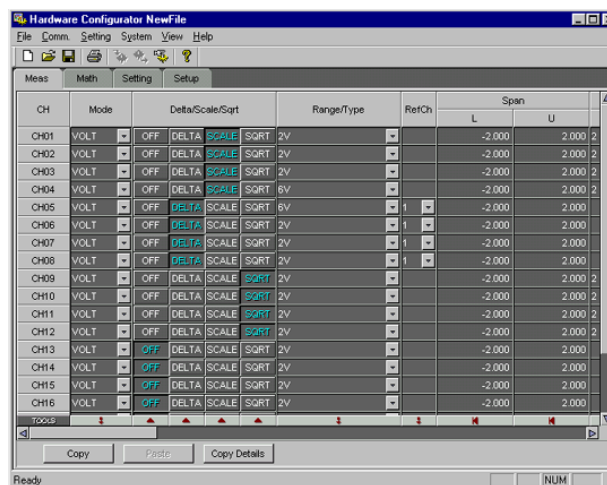 Hardware Configurator NewFile
File Comm. Setting System View Help
Meas Math Setting Setup
CH Mode Delta/Scale/Sqrt Range/Type RefCh Span
L U
CH01 VOLT OFF DELTA SCALE SQRT 2V -2.000 2.000 2
CH02 VOLT OFF DELTA SCALE SQRT 2V -2.000 2.000 2
CH03 VOLT OFF DELTA SCALE SQRT 2V -2.000 2.000 2
CH04 VOLT OFF DELTA SCALE SQRT 6V -2.000 2.000 2
CH05 VOLT OFF DELTA SCALE SQRT 6V 1 -2.000 2.000
CH06 VOLT OFF DELTA SCALE SQRT 2V 1 -2.000 2.000
CH07 VOLT OFF DELTA SCALE SQRT 2V 1 -2.000 2.000
CH08 VOLT OFF DELTA SCALE SQRT 2V 1 -2.000 2.000
CH09 VOLT OFF DELTA SCALE SQRT 2V -2.000 2.000 2
CH10 VOLT OFF DELTA SCALE SQRT 2V -2.000 2.000 2
CH11 VOLT OFF DELTA SCALE SQRT 2V -2.000 2.000 2
CH12 VOLT OFF DELTA SCALE SQRT 2V -2.000 2.000 2
CH13 VOLT OFF DELTA SCALE SQRT 2V -2.000 2.000
CH14 VOLT OFF DELTA SCALE SQRT 2V -2.000 2.000
CH15 VOLT OFF DELTA SCALE SQRT 2V -2.000 2.000
CH16 VOLT OFF DELTA SCALE SQRT 2V -2.000 2.000
TOOLS
Copy Paste Copy Details
Ready NUM